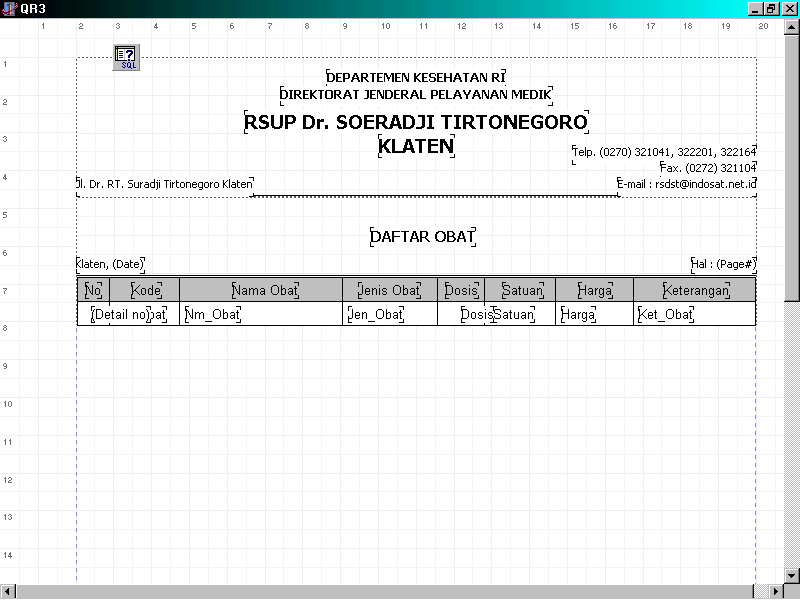 QR3
1 2 3 4 5 6 7 8 9 10 11 12 13 14 15 16 17 18 19 20
SQL
1
DEPARTEMEN KESEHATAN RI
2
DIREKTORAT JENDERAL PELAYANAN MEDIK
RSUP Dr. SOERADJI TIRTONEGORO
3
KLATEN
Telp. (0270) 321041, 322201, 322164
Fax. (0272) 321104
4
Jl. Dr. RT. Suradji Tirtonegoro Klaten E-mail : rsdst@indosat.net.id
5
DAFTAR OBAT
6
Klaten, (Date) Hal : (Page#)
7
No Kode Nama Obat Jenis Obat Dosis Satuan Harga Keterangan
(Detail no) bat Nm_Obat Jen_Obat Dosis Satuan Harga Ket_Obat
8
9
10
11
12
13
14